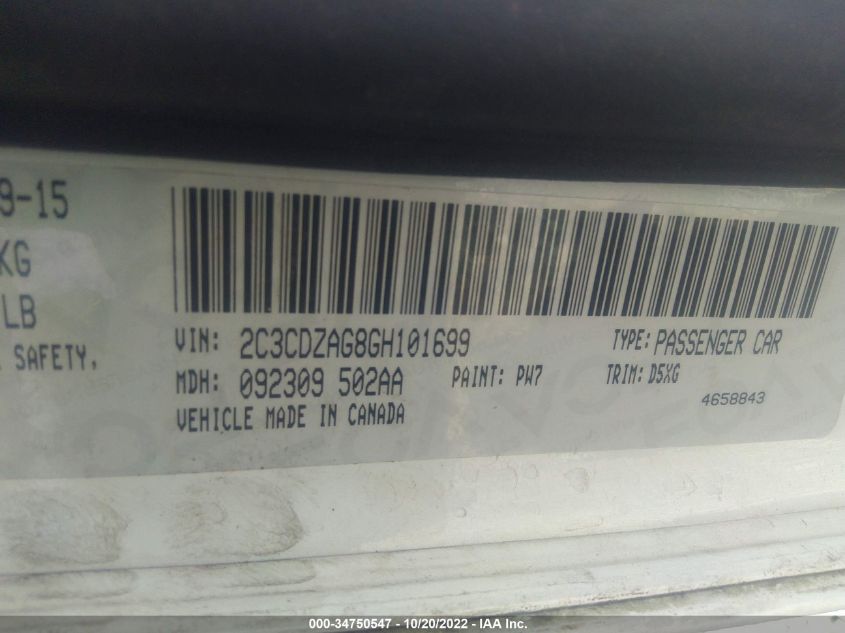 9-15
KG
LB
SAFETY,
VIN: 2C3CDZAG8GH101699 TYPE: PASSENGER CAR
MDH: 092309 502AA PAINT: PW7 TRIM: D5XG
VEHICLE MADE IN CANADA 4658843
000-34750547 - 10/20/2022 - IAA Inc.